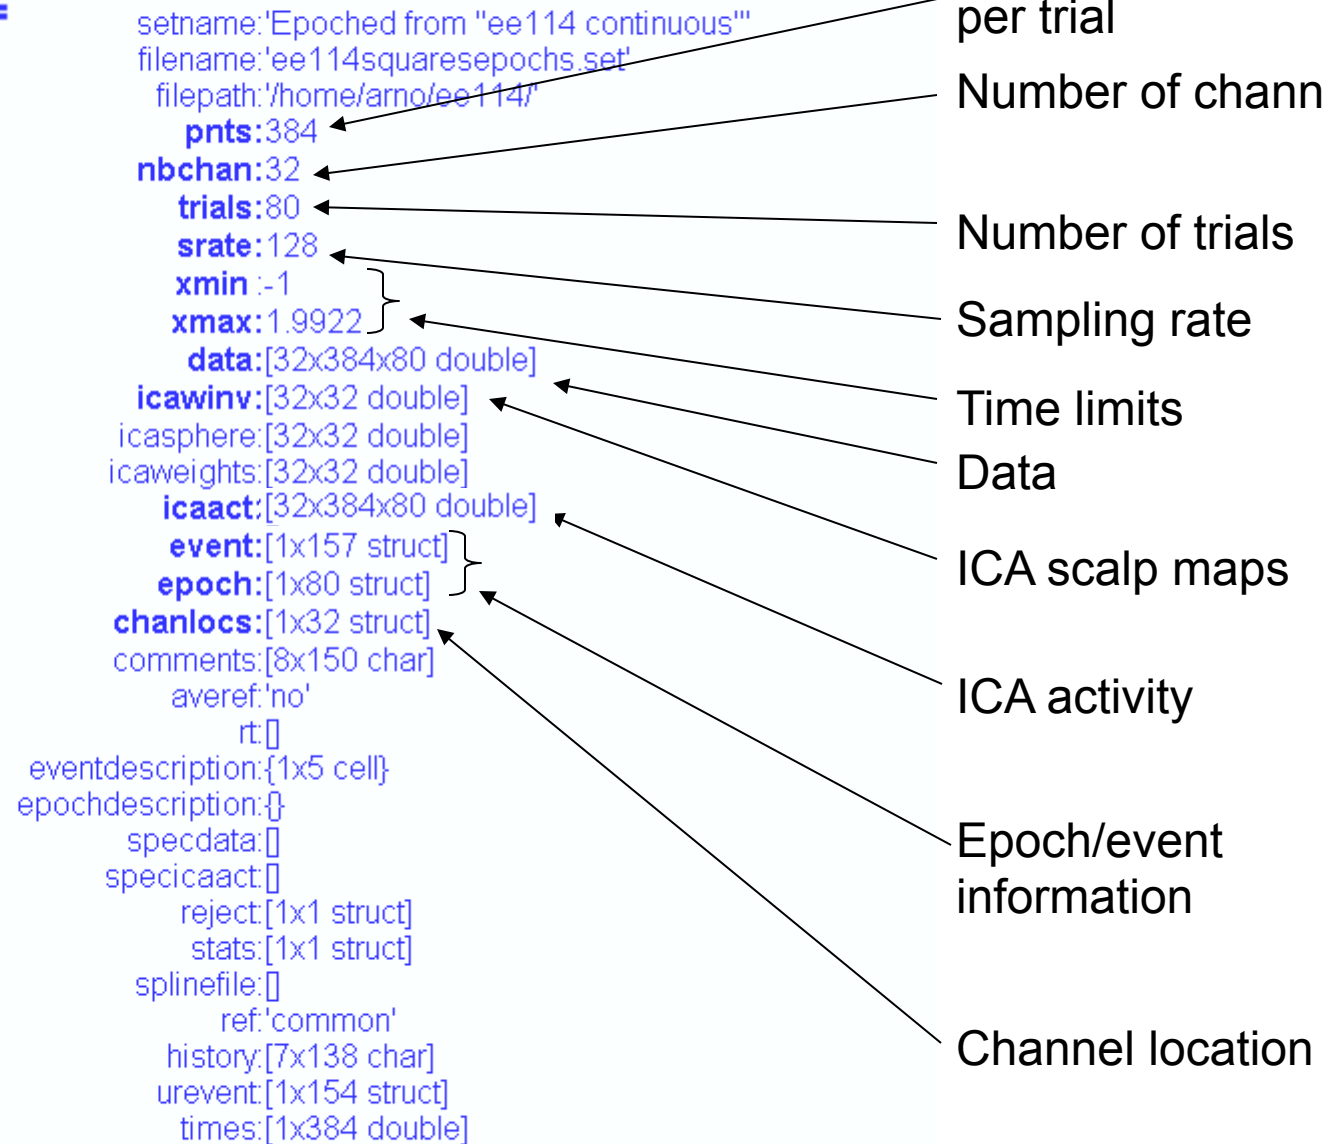 =
setname:'Epoched from "ee114 continuous"'
filename:'ee114squaresepochs.set'
filepath:'/home/arno/ee114/'
pnts:384
nbchan:32
trials:80
srate:128
xmin :-1
xmax:1.9922
data:[32x384x80 double]
icawinv:[32x32 double]
icasphere:[32x32 double]
icaweights:[32x32 double]
icaact:[32x384x80 double]
event:[1x157 struct]
epoch:[1x80 struct]
chanlocs:[1x32 struct]
comments:[8x150 char]
averef:'no'
rt:[]
eventdescription:{1x5 cell}
epochdescription:{}
specdata:[]
specicaact:[]
reject:[1x1 struct]
stats:[1x1 struct]
splinefile:[]
ref:'common'
history:[7x138 char]
urevent:[1x154 struct]
times:[1x384 double]
per trial
Number of chann
Number of trials
Sampling rate
Time limits
Data
ICA scalp maps
ICA activity
Epoch/event
information
Channel location